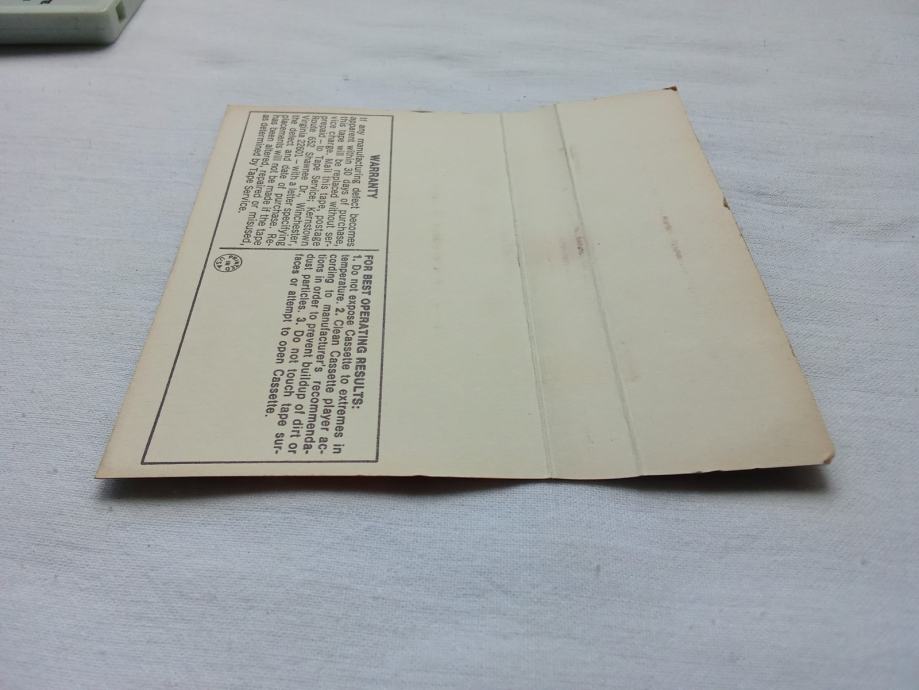 WARRANTY
If any manufacturing defect becomes
apparent within 30 days of purchase,
this tape will be replaced without ser-
vice charge. Mail this tape, postage
prepaid—to Tape Service; Kernstown
Route 652 Shawnee Dr., Winchester,
Virginia 22601—with a letter specifying
the defect and date of purchase. Re-
placements will not be made if the tape
has been altered, repaired or misused,
as determined by Tape Service.
FOR BEST OPERATING RESULTS:
1. Do not expose Cassette to extremes in
temperature. 2. Clean Cassette player ac-
cording to manufacturer's recommenda-
tions in order to prevent buildup of dirt or
dust particles. 3. Do not touch tape sur-
faces or attempt to open Cassette.